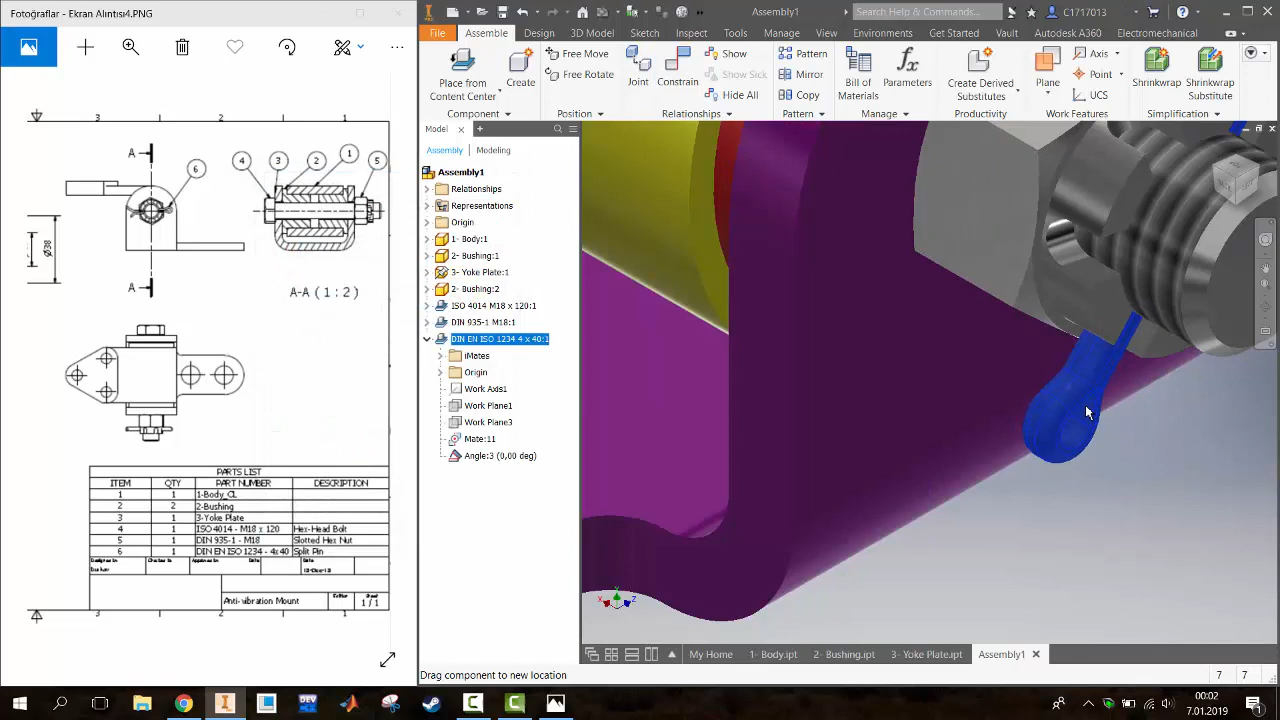 Fotoğraflar - Ekran Alıntısı4.PNG
Assembly1
Search Help & Commands...
C1717013
File
Assemble
Design
3D Model
Sketch
Inspect
Tools
Manage
View
Environments
Get Started
Vault
Autodesk A360
Electromechanical
Place from
Content Center
Create
Free Move
Free Rotate
Joint
Constrain
Show
Show Sick
Hide All
Pattern
Mirror
Copy
Bill of
Materials
fx
Parameters
Create Derived
Substitutes
Plane
Axis
Point
UCS
Shrinkwrap
Shrinkwrap
Substitute
Component
Position
Relationships
Pattern
Manage
Productivity
Work Features
Simplification
Model
Assembly
Modeling
Assembly1
Relationships
Representations
Origin
1- Body:1
2- Bushing:1
3- Yoke Plate:1
2- Bushing:2
ISO 4014 M18 x 120:1
DIN 935-1 M18:1
DIN EN ISO 1234 4 x 40:1
iMates
Origin
Work Axis1
Work Plane1
Work Plane3
Mate:11
Angle:3 (0,00 deg)
3 2 1
A
6
4 3 2 1 5
Ø38
A
A-A ( 1 : 2 )
PARTS LIST
ITEM QTY PART NUMBER DESCRIPTION
1 1 1-Body_CL
2 2 2-Bushing
3 1 3-Yoke Plate
4 1 ISO 4014 - M18 x 120 Hex-Head Bolt
5 1 DIN 935-1 - M18 Slotted Hex Nut
6 1 DIN EN ISO 1234 - 4x40 Split Pin
Anti-vibration Mount
1 / 1
3 2 1
X Y Z
My Home
1- Body.ipt
2- Bushing.ipt
3- Yoke Plate.ipt
Assembly1
Drag component to new location
7 7
DEV
00:02
7.01.2019